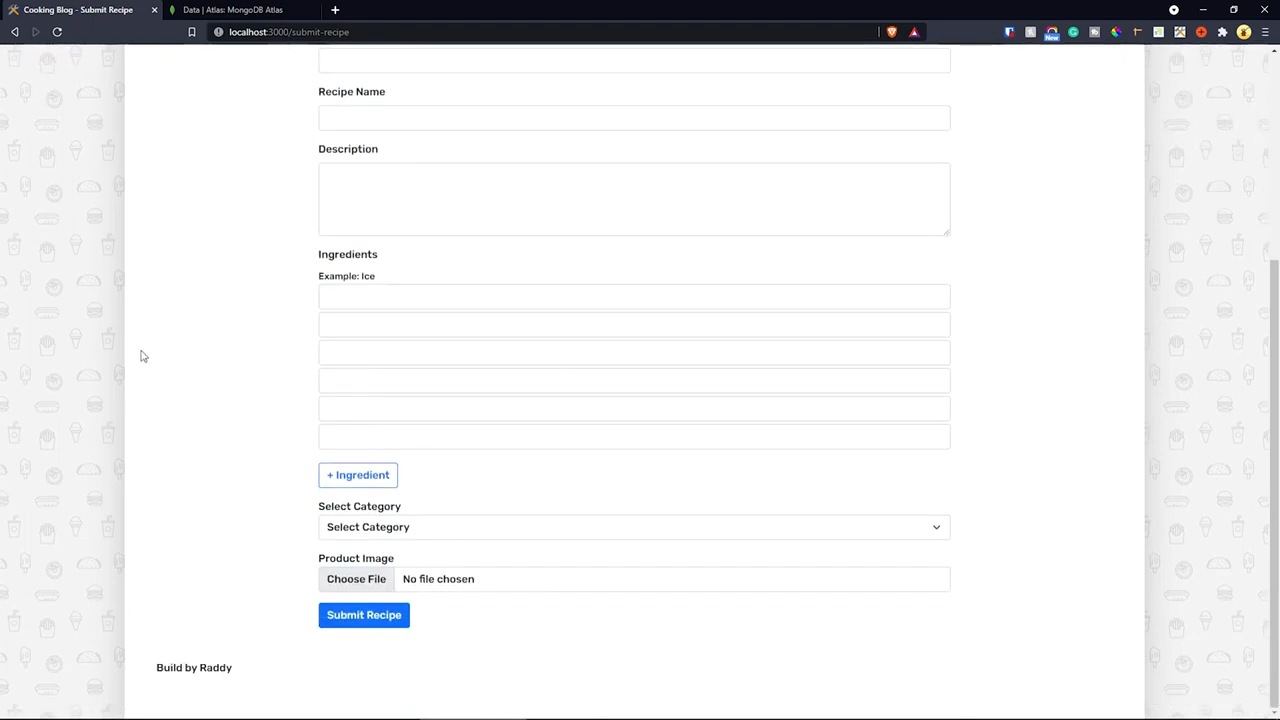 Cooking Blog - Submit Recipe
Data | Atlas: MongoDB Atlas
localhost:3000/submit-recipe
New
Recipe Name
Description
Ingredients
Example: Ice
+ Ingredient
Select Category
Select Category
Product Image
Choose File No file chosen
Submit Recipe
Build by Raddy